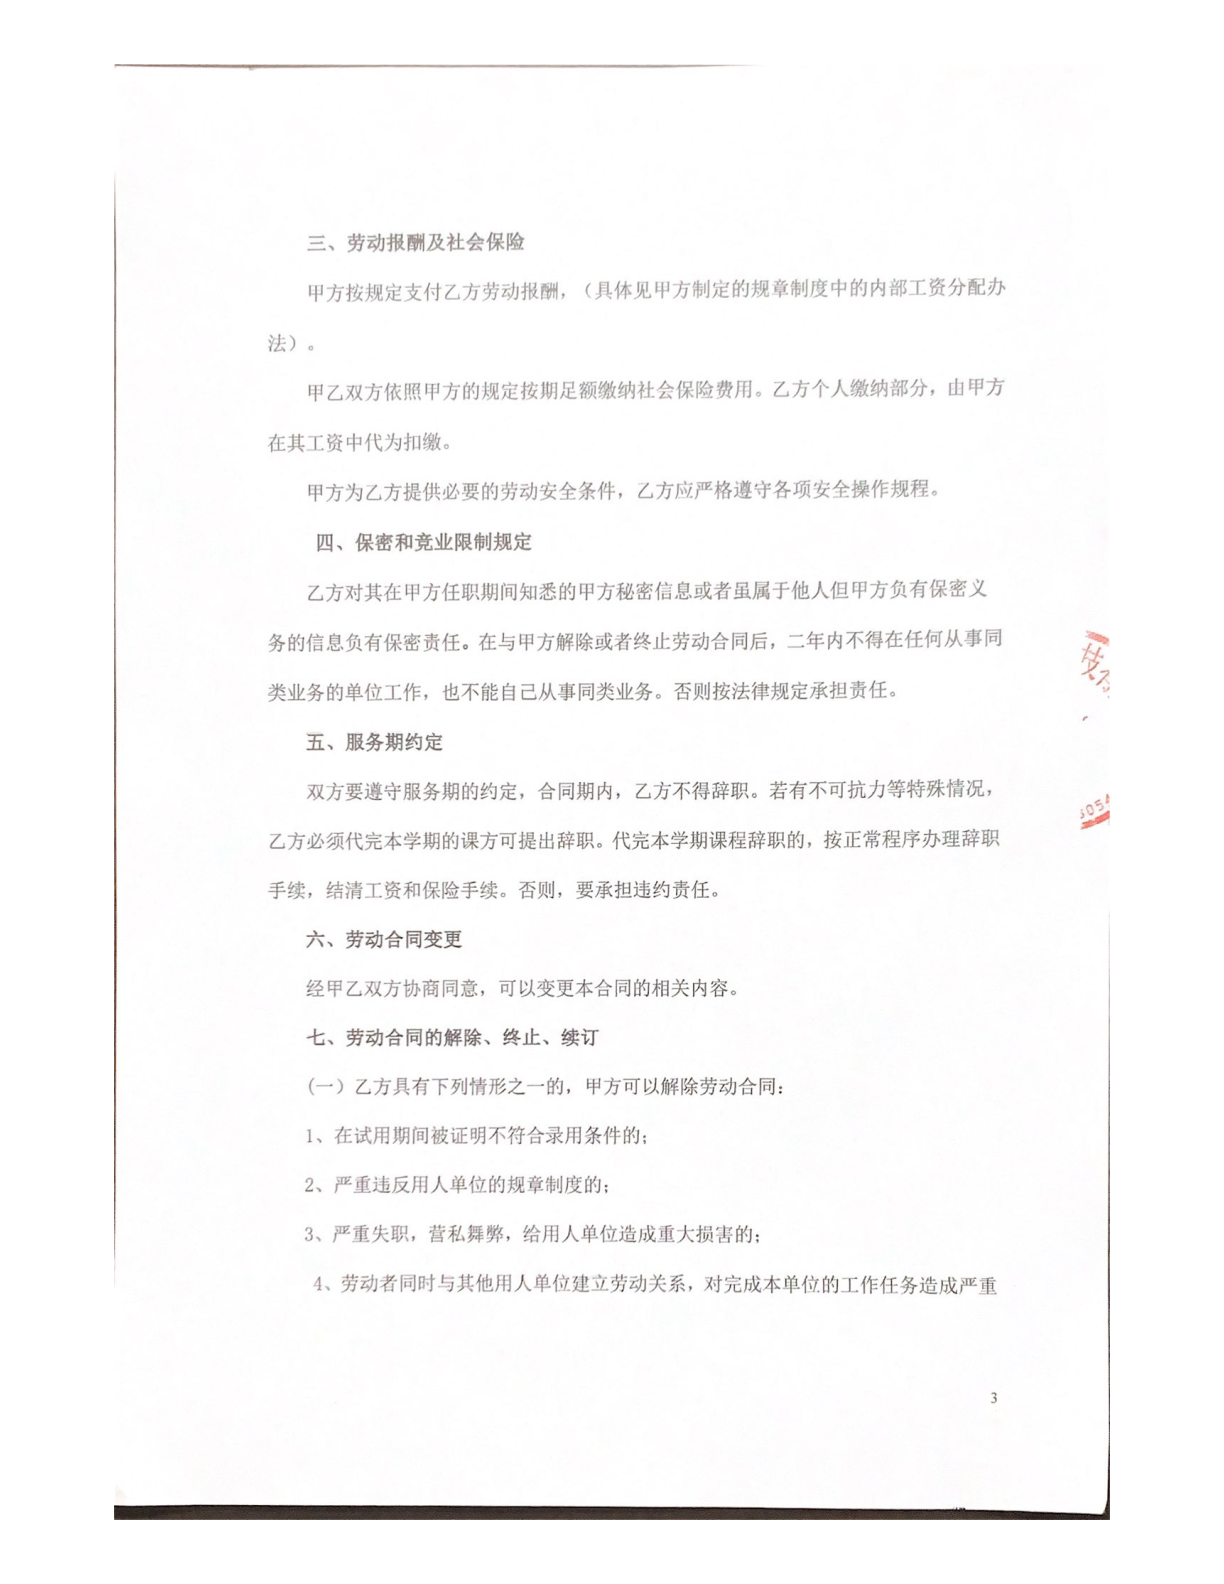 三、劳动报酬及社会保险
甲方按规定支付乙方劳动报酬，（具体见甲方制定的规章制度中的内部工资分配办
法）。
甲乙双方依照甲方的规定按期足额缴纳社会保险费用。乙方个人缴纳部分，由甲方
在其工资中代为扣缴。
甲方为乙方提供必要的劳动安全条件，乙方应严格遵守各项安全操作规程。
四、保密和竞业限制规定
乙方对其在甲方任职期间知悉的甲方秘密信息或者虽属于他人但甲方负有保密义
务的信息负有保密责任。在与甲方解除或者终止劳动合同后，二年内不得在任何从事同
类业务的单位工作，也不能自己从事同类业务。否则按法律规定承担责任。
五、服务期约定
双方要遵守服务期的约定，合同期内，乙方不得辞职。若有不可抗力等特殊情况，
乙方必须代完本学期的课方可提出辞职。代完本学期课程辞职的，按正常程序办理辞职
手续，结清工资和保险手续。否则，要承担违约责任。
六、劳动合同变更
经甲乙双方协商同意，可以变更本合同的相关内容。
七、劳动合同的解除、终止、续订
(一）乙方具有下列情形之一的，甲方可以解除劳动合同：
1、在试用期间被证明不符合录用条件的；
2、严重违反用人单位的规章制度的；
3、严重失职，营私舞弊，给用人单位造成重大损害的；
4、劳动者同时与其他用人单位建立劳动关系，对完成本单位的工作任务造成严重
3
技